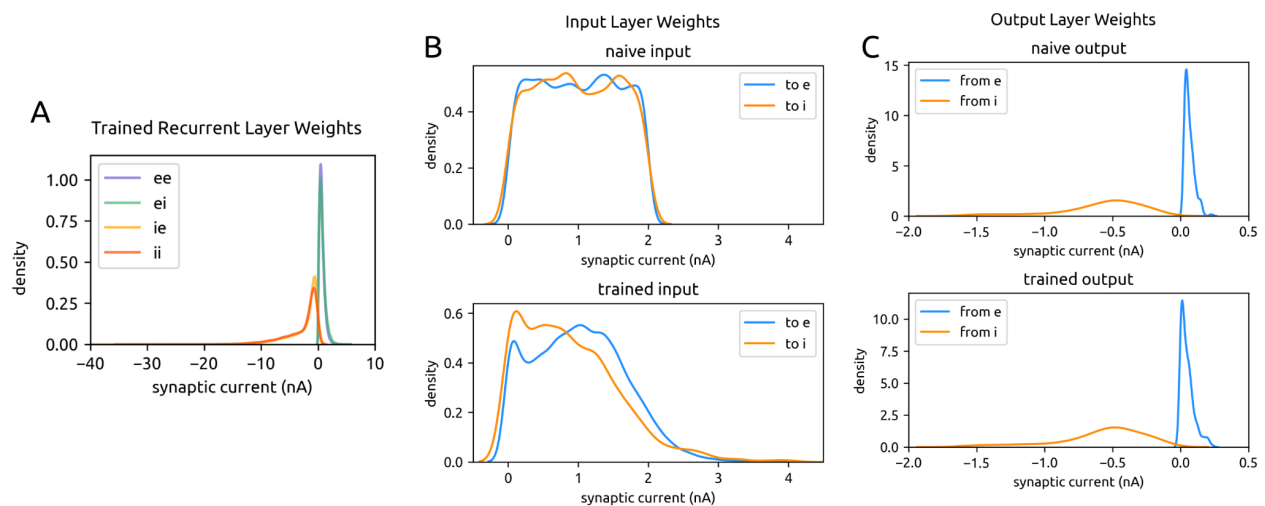 A
Trained Recurrent Layer Weights
density
1.00
0.75
0.50
0.25
0.00
ee
ei
ie
ii
−40 −30 −20 −10 0 10
synaptic current (nA)
B
Input Layer Weights
naive input
density
0.4
0.2
0.0
to e
to i
0 1 2 3 4
synaptic current (nA)
trained input
density
0.6
0.4
0.2
0.0
to e
to i
0 1 2 3 4
synaptic current (nA)
C
Output Layer Weights
naive output
density
15
10
5
0
from e
from i
−2.0 −1.5 −1.0 −0.5 0.0 0.5
synaptic current (nA)
trained output
density
10.0
7.5
5.0
2.5
0.0
from e
from i
−2.0 −1.5 −1.0 −0.5 0.0 0.5
synaptic current (nA)